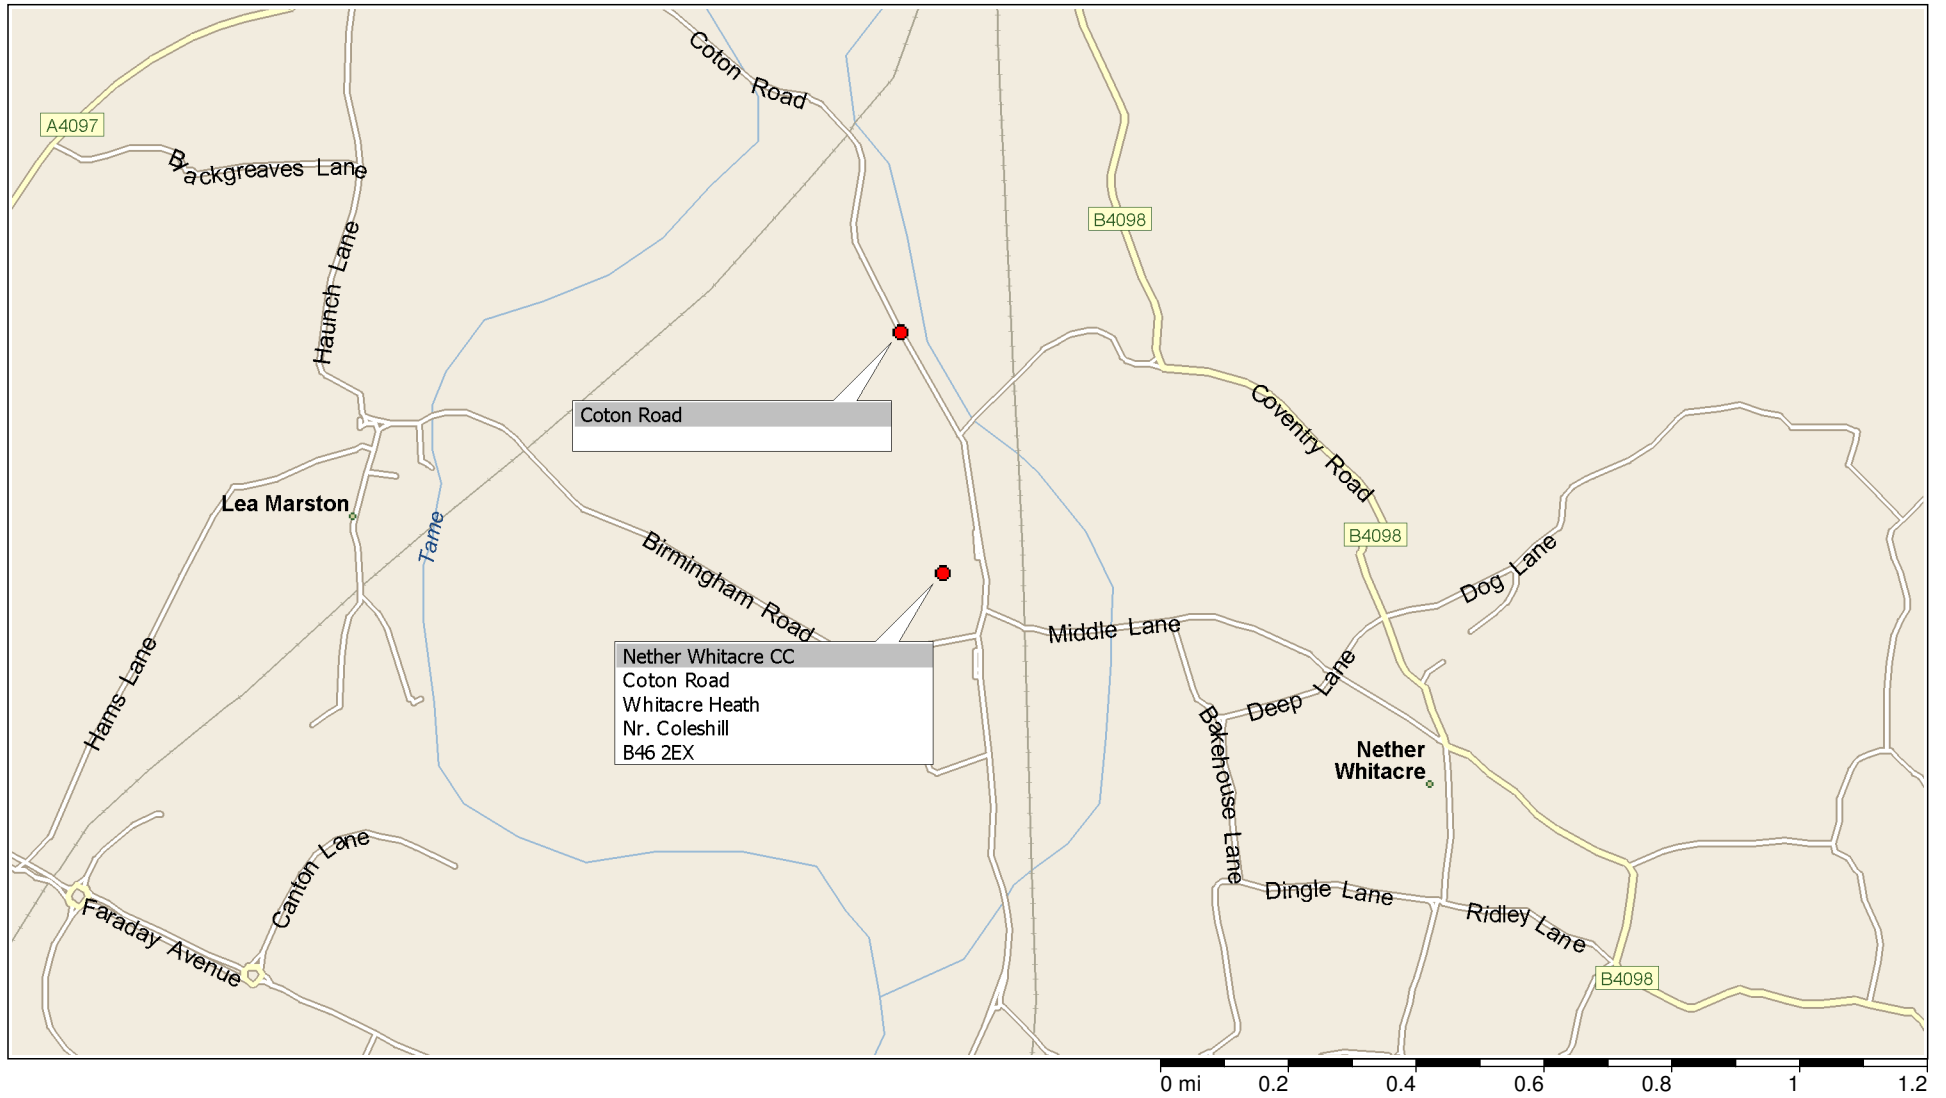 Coton Road
A4097
Brackgreaves Lane
B4098
Haunch Lane
Coton Road
Coventry Road
Lea Marston
Tame
B4098
Birmingham Road
Dog Lane
Middle Lane
Nether Whitacre CC
Coton Road
Whitacre Heath
Nr. Coleshill
B46 2EX
Hams Lane
Deep Lane
Bakehouse Lane
Nether
Whitacre
Canton Lane
Dingle Lane
Ridley Lane
Faraday Avenue
B4098
0 mi 0.2 0.4 0.6 0.8 1 1.2